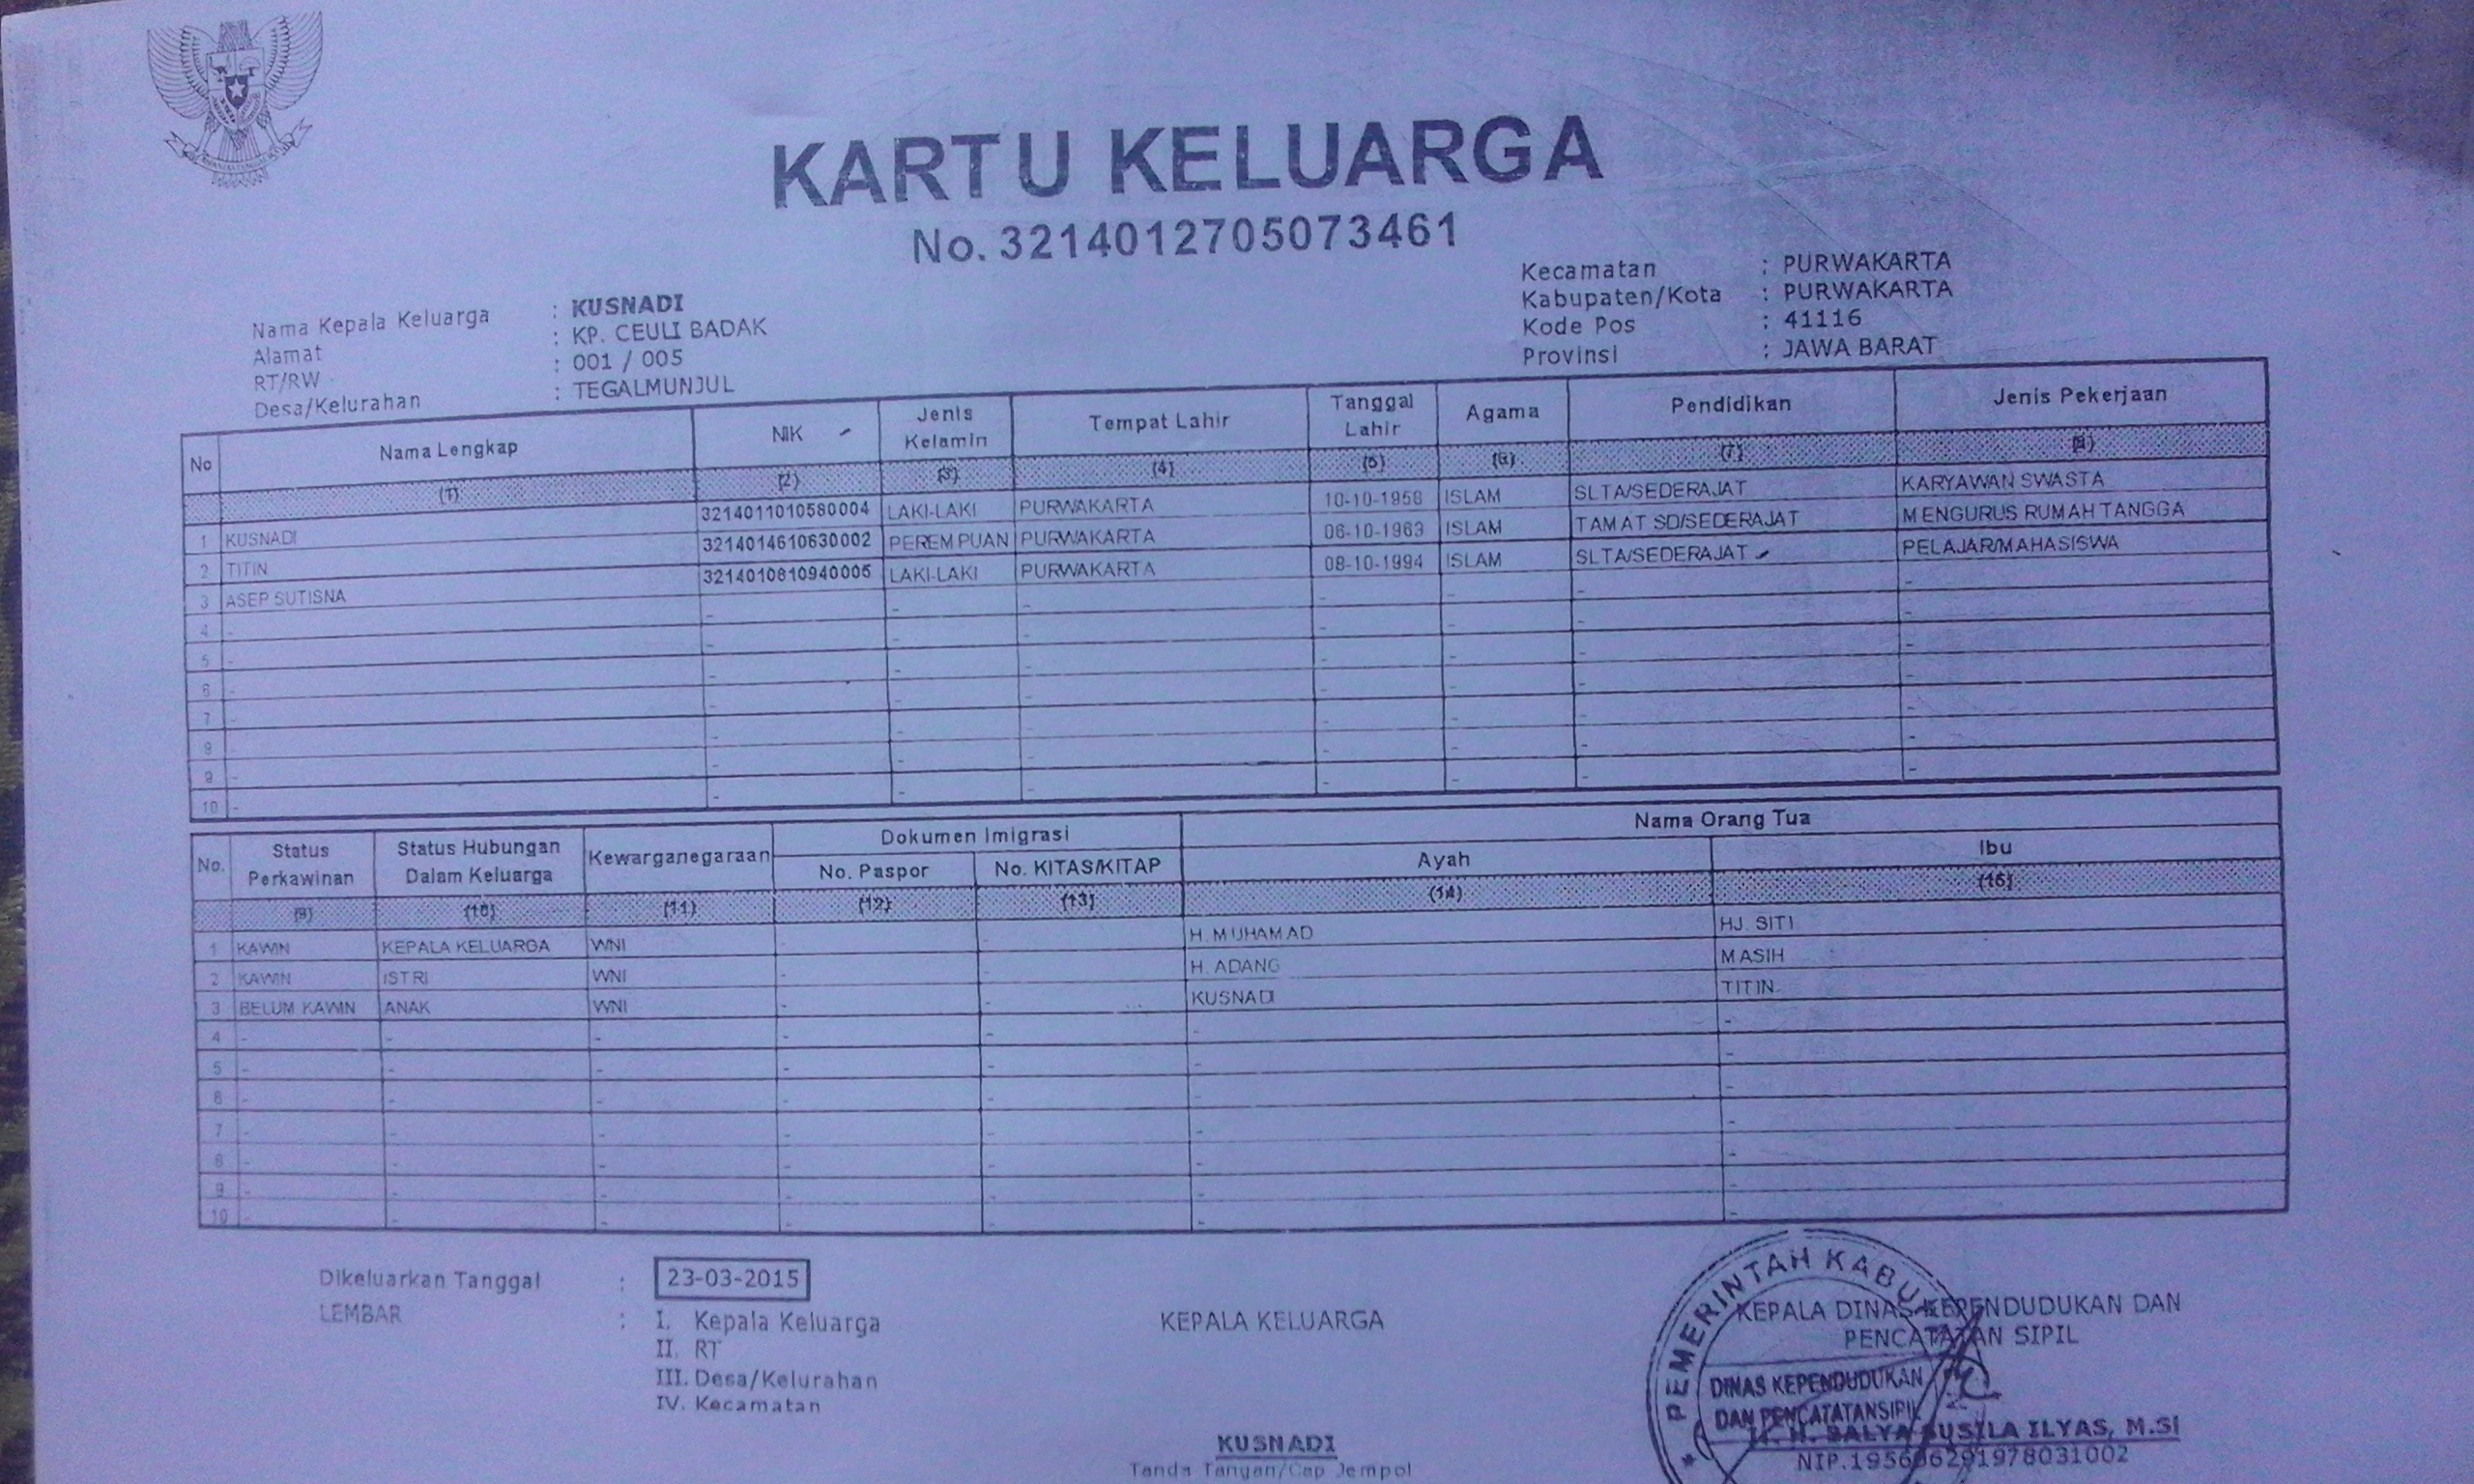 KARTU KELUARGA
No. 3214012705073461
Nama Kepala Keluarga : KUSNADI
Alamat : KP. CEULI BADAK
RT/RW : 001 / 005
Desa/Kelurahan : TEGALMUNJUL
Kecamatan : PURWAKARTA
Kabupaten/Kota : PURWAKARTA
Kode Pos : 41116
Provinsi : JAWA BARAT
No Nama Lengkap NIK Jenis Kelamin Tempat Lahir Tanggal Lahir Agama Pendidikan Jenis Pekerjaan
(1) (2) (3) (4) (5) (6) (7) (8)
1 KUSNADI 3214011010580004 LAKI-LAKI PURWAKARTA 10-10-1958 ISLAM SLTA/SEDERAJAT KARYAWAN SWASTA
2 TITIN 3214014610630002 PEREMPUAN PURWAKARTA 06-10-1963 ISLAM TAMAT SD/SEDERAJAT MENGURUS RUMAH TANGGA
3 ASEP SUTISNA 3214010810940005 LAKI-LAKI PURWAKARTA 08-10-1994 ISLAM SLTA/SEDERAJAT PELAJAR/MAHASISWA
4 - - - - - - - -
5 - - - - - - - -
6 - - - - - - - -
7 - - - - - - - -
8 - - - - - - - -
9 - - - - - - - -
10 - - - - - - - -
No. Status Perkawinan Status Hubungan Dalam Keluarga Kewarganegaraan Dokumen Imigrasi Nama Orang Tua
No. Paspor No. KITAS/KITAP Ayah Ibu
(9) (10) (11) (12) (13) (14) (15)
1 KAWIN KEPALA KELUARGA WNI - - H. MUHAMAD HJ. SITI
2 KAWIN ISTRI WNI - - H. ADANG MASIH
3 BELUM KAWIN ANAK WNI - - KUSNADI TITIN
4 - - - - - - -
5 - - - - - - -
6 - - - - - - -
7 - - - - - - -
8 - - - - - - -
9 - - - - - - -
10 - - - - - - -
Dikeluarkan Tanggal : 23-03-2015
LEMBAR : I. Kepala Keluarga
II. RT
III. Desa/Kelurahan
IV. Kecamatan
KEPALA KELUARGA
KUSNADI
Tanda Tangan/Cap Jempol
KEPALA DINAS KEPENDUDUKAN DAN
PENCATATAN SIPIL
PEMERINTAH KABU
DINAS KEPENDUDUKAN
DAN PENCATATAN SIPIL
SUSILA ILYAS, M.SI